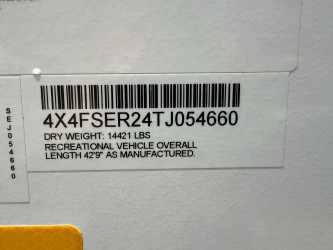 4X4FSER24TJ054660
DRY WEIGHT: 14421 LBS
RECREATIONAL VEHICLE OVERALL
LENGTH 42'9" AS MANUFACTURED.
SEJ054660